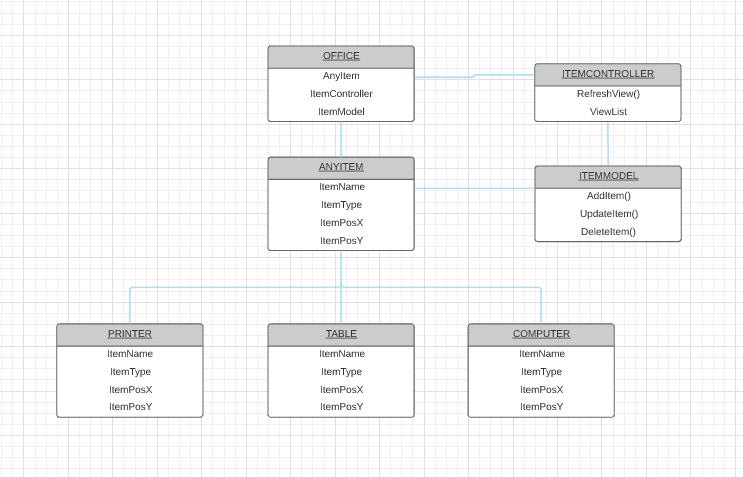 OFFICE
AnyItem
ItemController
ItemModel
ITEMCONTROLLER
RefreshView()
ViewList
ANYITEM
ItemName
ItemType
ItemPosX
ItemPosY
ITEMMODEL
AddItem()
UpdateItem()
DeleteItem()
PRINTER
ItemName
ItemType
ItemPosX
ItemPosY
TABLE
ItemName
ItemType
ItemPosX
ItemPosY
COMPUTER
ItemName
ItemType
ItemPosX
ItemPosY